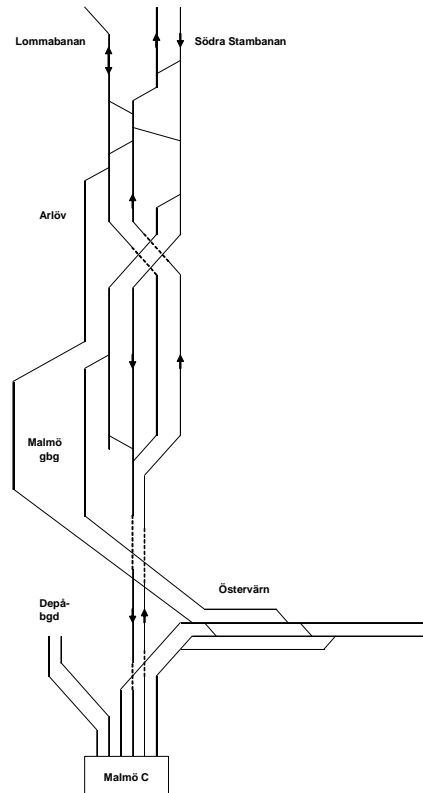 Lommabanan
Södra Stambanan
Arlöv
Malmö
gbg
Östervärn
Depå-
bgd
Malmö C